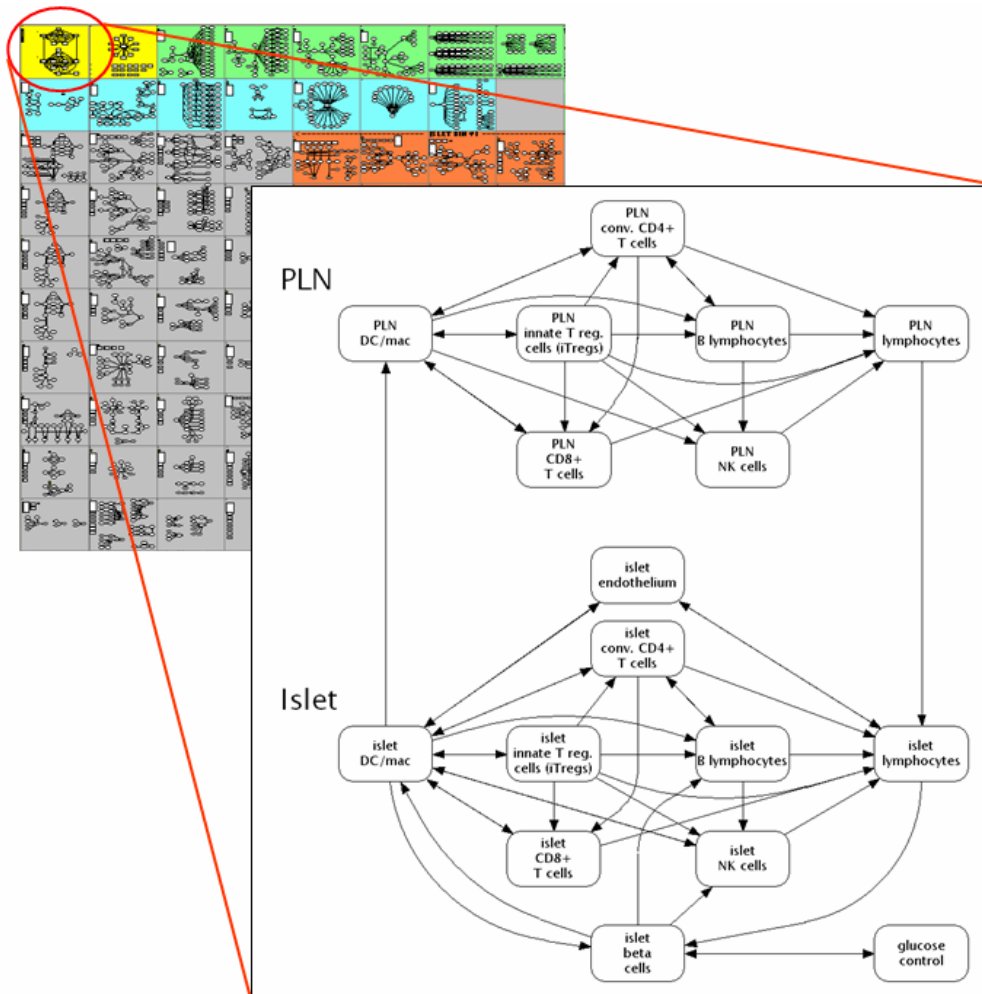 PLN
PLN
conv. CD4+
T cells
PLN
DC/mac
PLN
innate T reg.
cells (iTregs)
PLN
B lymphocytes
PLN
lymphocytes
PLN
CD8+
T cells
PLN
NK cells
islet
endothelium
islet
conv. CD4+
T cells
Islet
islet
DC/mac
islet
innate T reg.
cells (iTregs)
islet
B lymphocytes
islet
lymphocytes
islet
CD8+
T cells
islet
NK cells
islet
beta
cells
glucose
control